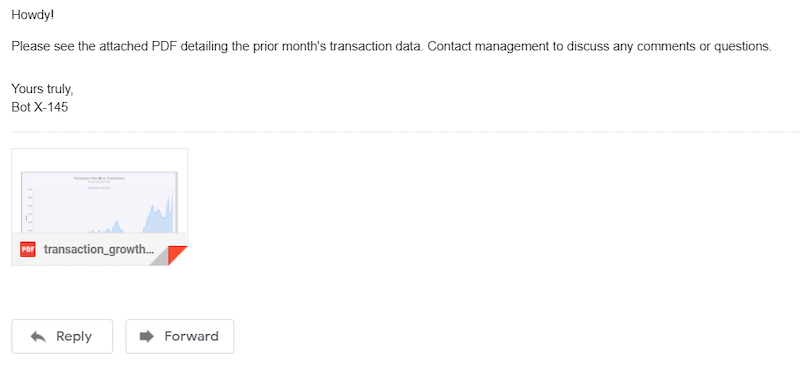 Howdy!
Please see the attached PDF detailing the prior month's transaction data. Contact management to discuss any comments or questions.
Yours truly,
Bot X-145
PDF transaction_growth...
Reply Forward